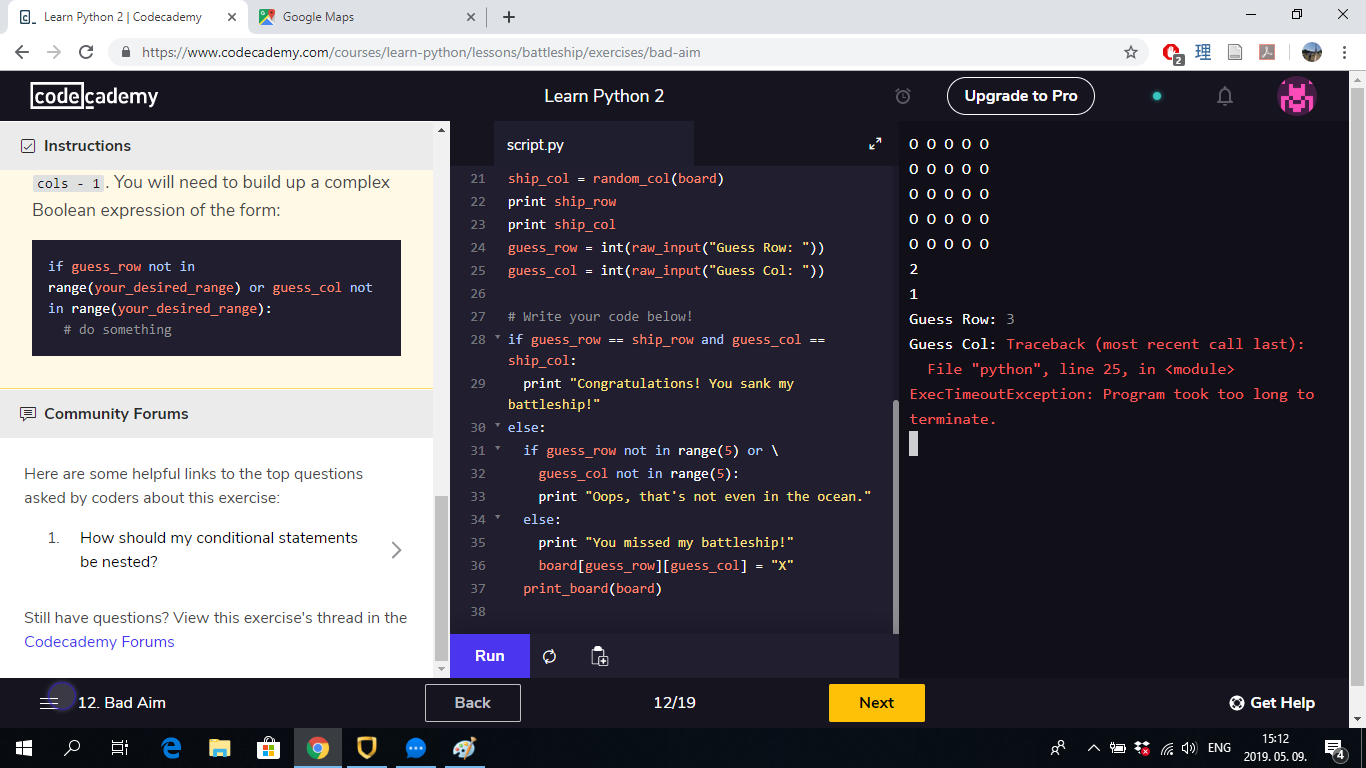 Learn Python 2 | Codecademy
Google Maps
https://www.codecademy.com/courses/learn-python/lessons/battleship/exercises/bad-aim
2
理
codecademy
Learn Python 2
Upgrade to Pro
Instructions
cols - 1 . You will need to build up a complex
Boolean expression of the form:
if guess_row not in
range(your_desired_range) or guess_col not
in range(your_desired_range):
# do something
Community Forums
Here are some helpful links to the top questions
asked by coders about this exercise:
1. How should my conditional statements
be nested?
Still have questions? View this exercise's thread in the
Codecademy Forums
script.py
21 ship_col = random_col(board)
22 print ship_row
23 print ship_col
24 guess_row = int(raw_input("Guess Row: "))
25 guess_col = int(raw_input("Guess Col: "))
26
27 # Write your code below!
28 if guess_row == ship_row and guess_col ==
ship_col:
29 print "Congratulations! You sank my
battleship!"
30 else:
31 if guess_row not in range(5) or \
32 guess_col not in range(5):
33 print "Oops, that's not even in the ocean."
34 else:
35 print "You missed my battleship!"
36 board[guess_row][guess_col] = "X"
37 print_board(board)
38
Run
O O O O O
O O O O O
O O O O O
O O O O O
O O O O O
2
1
Guess Row: 3
Guess Col: Traceback (most recent call last):
File "python", line 25, in <module>
ExecTimeoutException: Program took too long to
terminate.
12. Bad Aim
Back
12/19
Next
Get Help
ENG
15:12
2019. 05. 09.
4